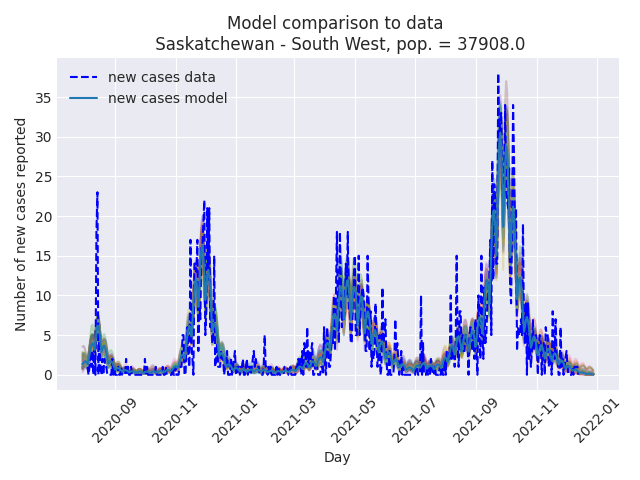 Model comparison to data
Saskatchewan - South West, pop. = 37908.0
new cases data
new cases model
Number of new cases reported
35
30
25
20
15
10
5
0
2020-09
2020-11
2021-01
2021-03
2021-05
2021-07
2021-09
2021-11
2022-01
Day